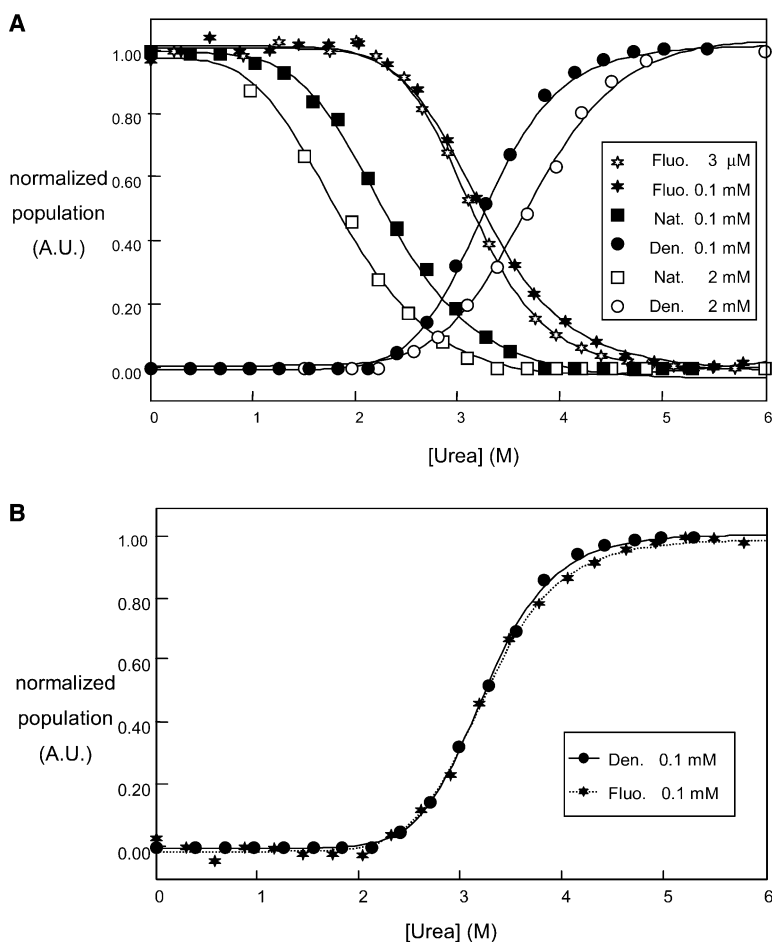 A
1.00
0.80
0.60
0.40
0.20
0.00
normalized
population
(A.U.)
Fluo. 3 μM
Fluo. 0.1 mM
Nat. 0.1 mM
Den. 0.1 mM
Nat. 2 mM
Den. 2 mM
0 1 2 3 4 5 6
[Urea] (M)
B
1.00
0.80
0.60
0.40
0.20
0.00
normalized
population
(A.U.)
Den. 0.1 mM
Fluo. 0.1 mM
0 1 2 3 4 5 6
[Urea] (M)